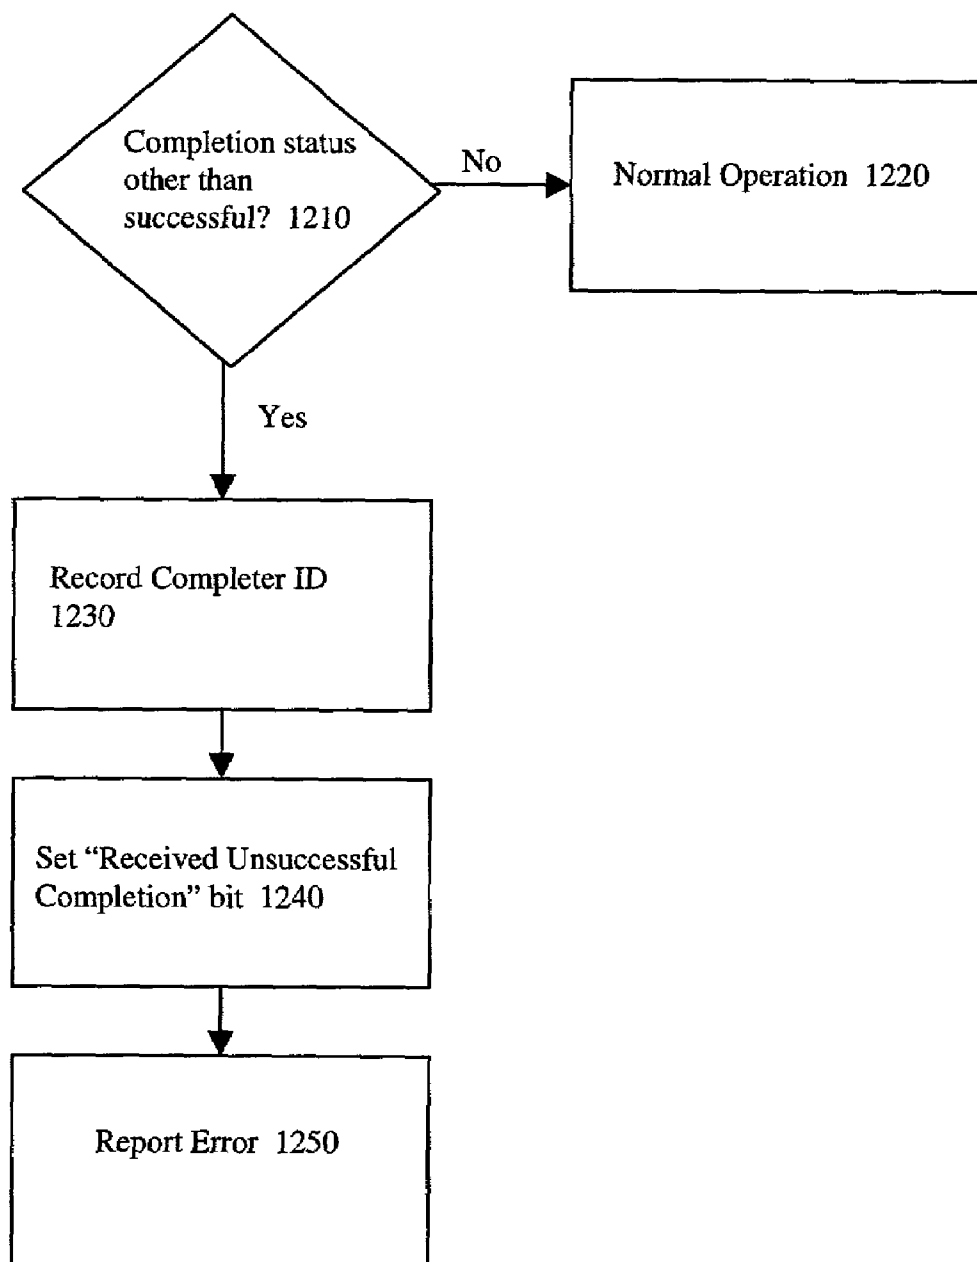 Completion status
other than
successful? 1210
No
Normal Operation 1220
Yes
Record Completer ID
1230
Set “Received Unsuccessful
Completion” bit 1240
Report Error 1250